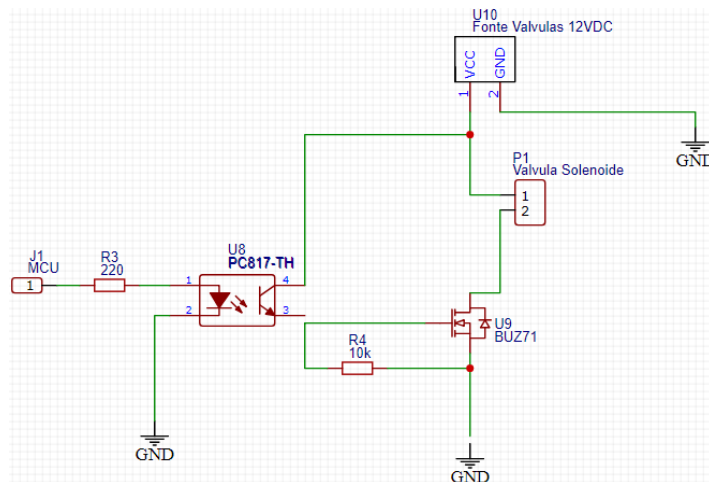 U10
Fonte Valvulas 12VDC
VCC
GND
1
2
GND
P1
Valvula Solenoide
1
2
J1
MCU
1
R3
220
U8
PC817-TH
1
4
2
3
U9
BUZ71
R4
10k
GND
GND